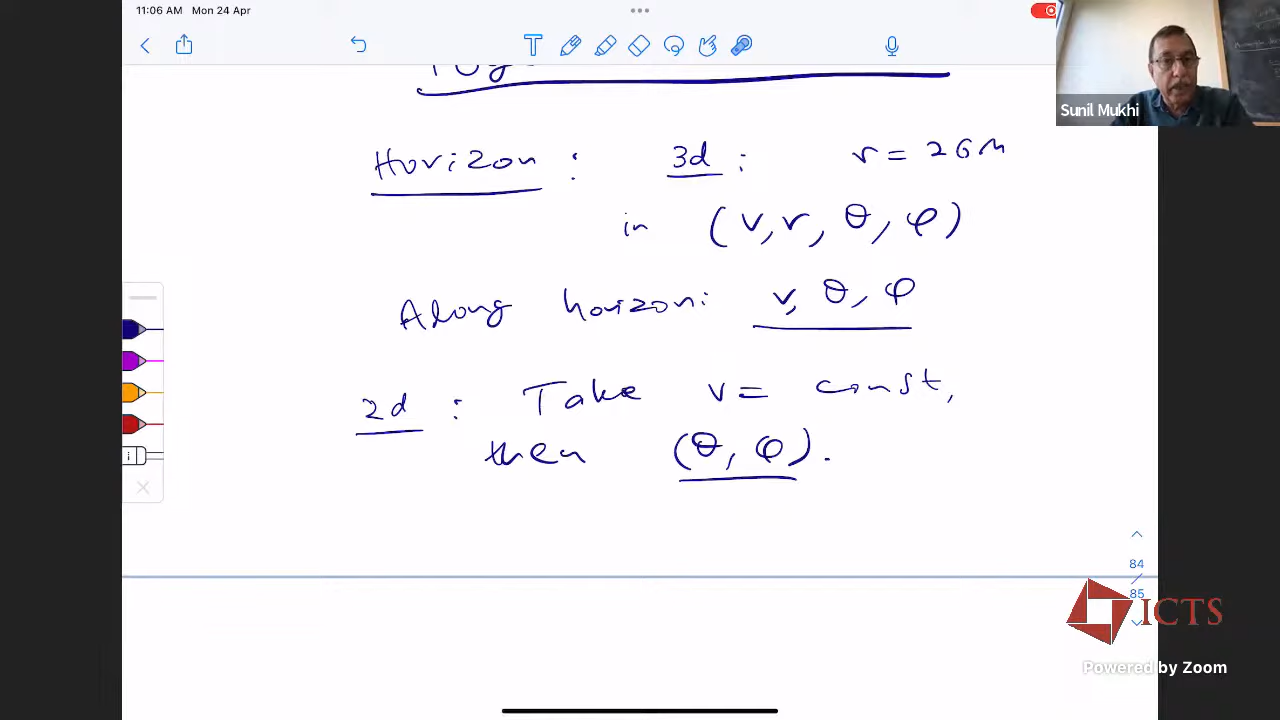 11:06 AM Mon 24 Apr
Sunil Mukhi
Horizon : 3d : r = 2GM
in (v, r, θ, φ)
Along horizon: v, θ, φ
2d : Take v = const,
then (θ, φ).
84
85
ICTS
Powered by Zoom